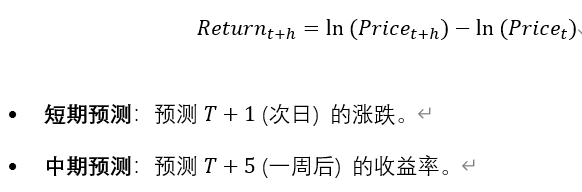 Return_{t+h} = ln (Price_{t+h}) − ln (Price_t)
• 短期预测：预测 T + 1 (次日) 的涨跌。↵
• 中期预测：预测 T + 5 (一周后) 的收益率。↵